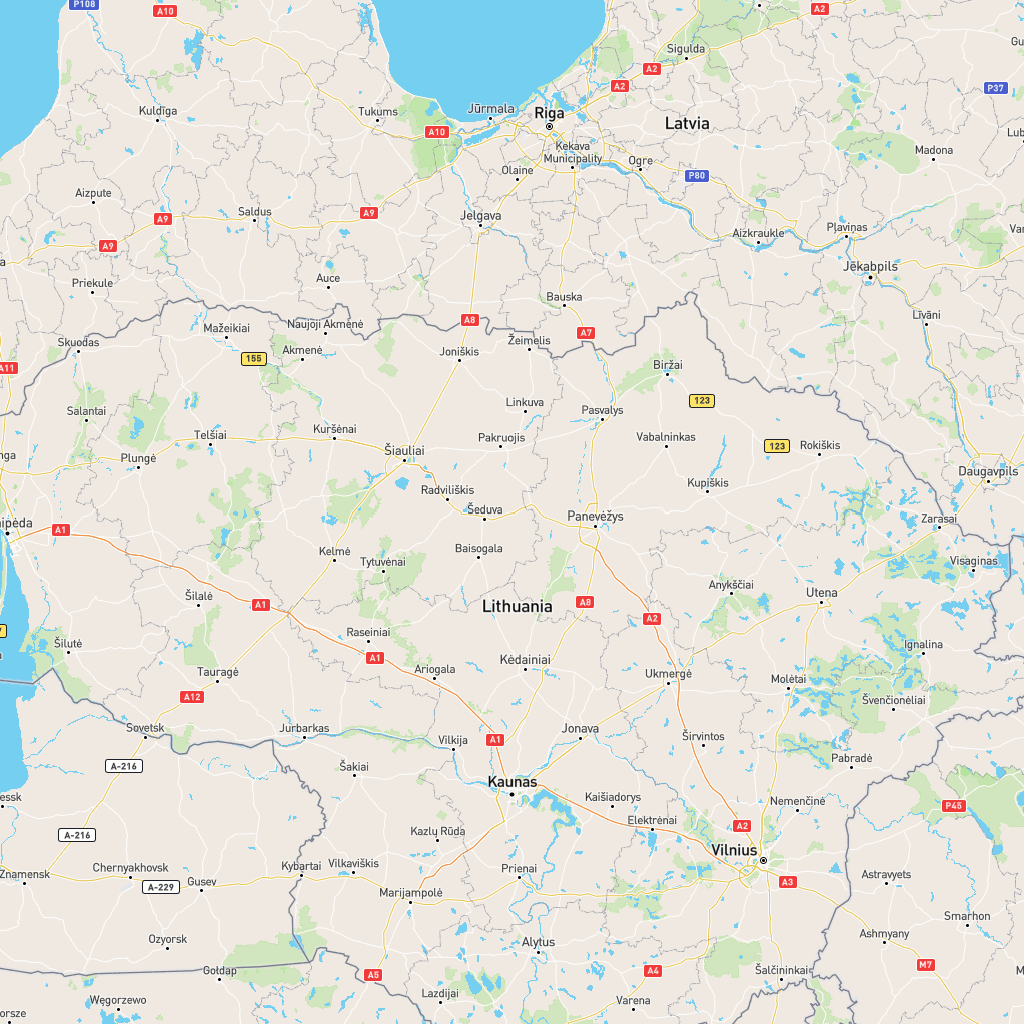 P108
A10
A2
Sigulda
A2
A2
Gu
P37
Kuldīga
Tukums
Jūrmala
Riga
Latvia
A10
Lub
Ķekava
Municipality
Ogre
Madona
Olaine
P80
Aizpute
A9
Saldus
A9
Jelgava
Aizkraukle
Pļaviņas
Var
A9
a
Jēkabpils
Priekule
Auce
Bauska
Līvāni
Mažeikiai
Naujoji Akmenė
A8
A7
Skuodas
Akmenė
155
Joniškis
Žeimelis
A11
Biržai
123
Salantai
Linkuva
Pasvalys
Telšiai
Kuršėnai
Pakruojis
Vabalninkas
123
Rokiškis
nga
Plungė
Šiauliai
Daugavpils
Radviliškis
Kupiškis
Šeduva
Panevėžys
Zarasai
aipėda
A1
Kelmė
Tytuvėnai
Baisogala
Anykščiai
Visaginas
Šilalė
A1
Lithuania
A8
Utena
A2
Šilutė
Raseiniai
A1
Ariogala
Kėdainiai
Ignalina
Tauragė
Ukmergė
Molėtai
A12
Švenčionėliai
Sovetsk
Jurbarkas
Vilkija
A1
Jonava
Širvintos
A-216
Šakiai
Kaunas
Pabradė
essk
Kaišiadorys
Nemenčinė
P45
A-216
Kazlų Rūda
Elektrėnai
A2
Vilnius
Znamensk
Chernyakhovsk
Kybartai
Vilkaviškis
Prienai
Astravyets
A-229
Gusev
Marijampolė
A3
Smarhon
Ozyorsk
Alytus
Ashmyany
Gołdap
A5
A4
Šalčininkai
M7
M
Węgorzewo
Lazdijai
Varėna
orsze